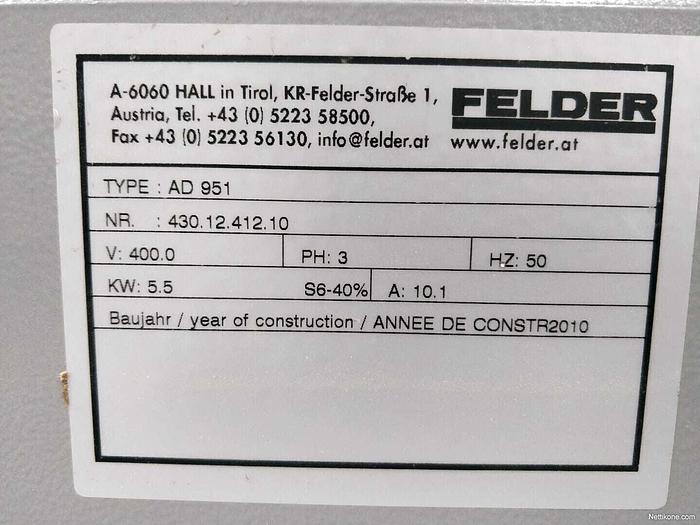 A-6060 HALL in Tirol, KR-Felder-Straße 1,
Austria, Tel. +43 (0) 5223 58500,
Fax +43 (0) 5223 56130, info@felder.at
FELDER
www.felder.at
TYPE : AD 951
NR. : 430.12.412.10
V: 400.0 PH: 3 HZ: 50
KW: 5.5 S6-40% A: 10.1
Baujahr / year of construction / ANNEE DE CONSTR2010
Nettikone.com